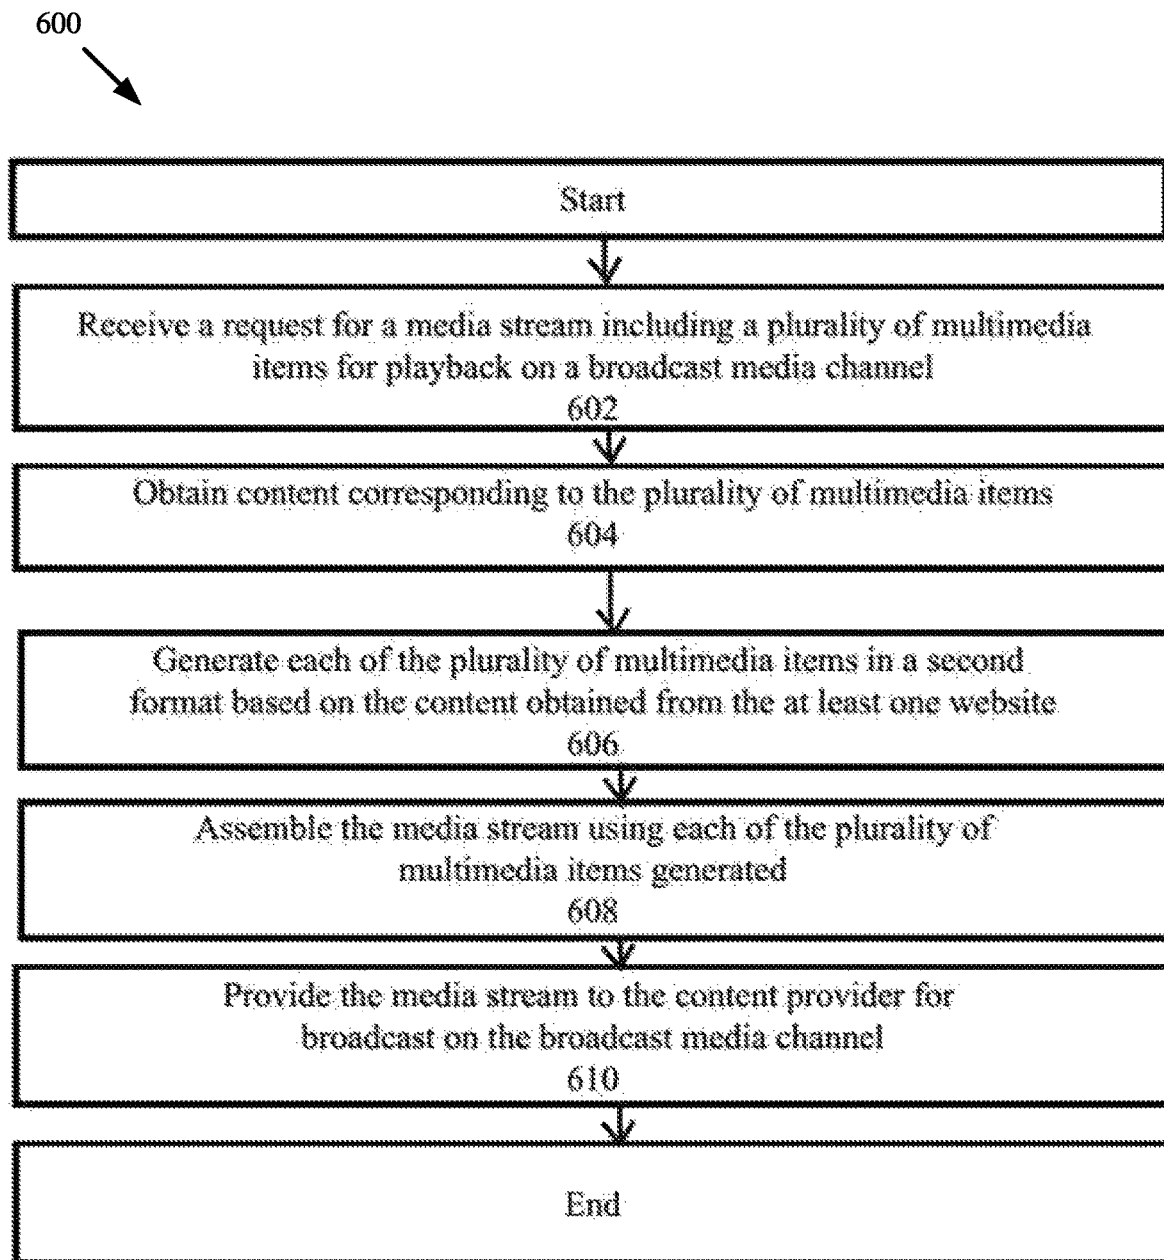 600
Start
Receive a request for a media stream including a plurality of multimedia
items for playback on a broadcast media channel
602
Obtain content corresponding to the plurality of multimedia items
604
Generate each of the plurality of multimedia items in a second
format based on the content obtained from the at least one website
606
Assemble the media stream using each of the plurality of
multimedia items generated
608
Provide the media stream to the content provider for
broadcast on the broadcast media channel
610
End